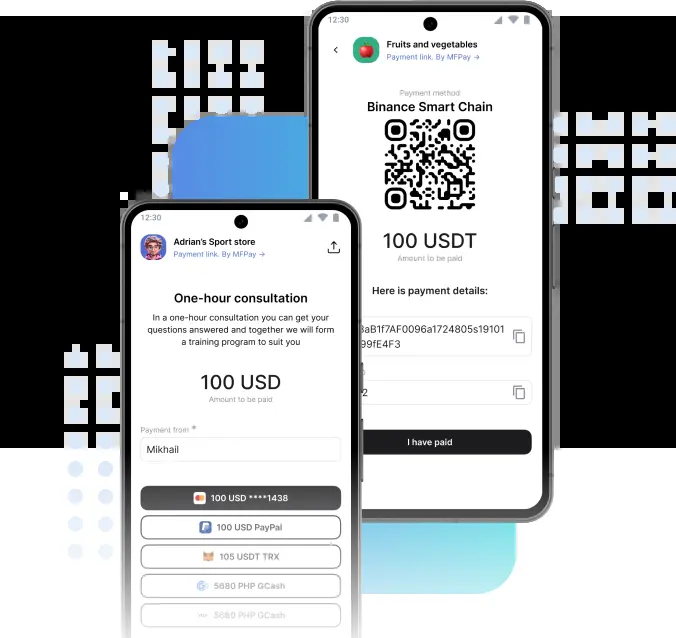 12:30
Fruits and vegetables
Payment link. By MFPay →
Payment method
Binance Smart Chain
100 USDT
Amount to be paid
Here is payment details:
3aB1f7AF0096a1724805s19101
99fE4F3
2
I have paid
12:30
Adrian's Sport store
Payment link. By MFPay →
One-hour consultation
In a one-hour consultation you can get your
questions answered and together we will form
a training program to suit you
100 USD
Amount to be paid
Payment from *
Mikhail
100 USD ****1438
100 USD PayPal
105 USDT TRX
5680 PHP GCash
5680 PHP GCash